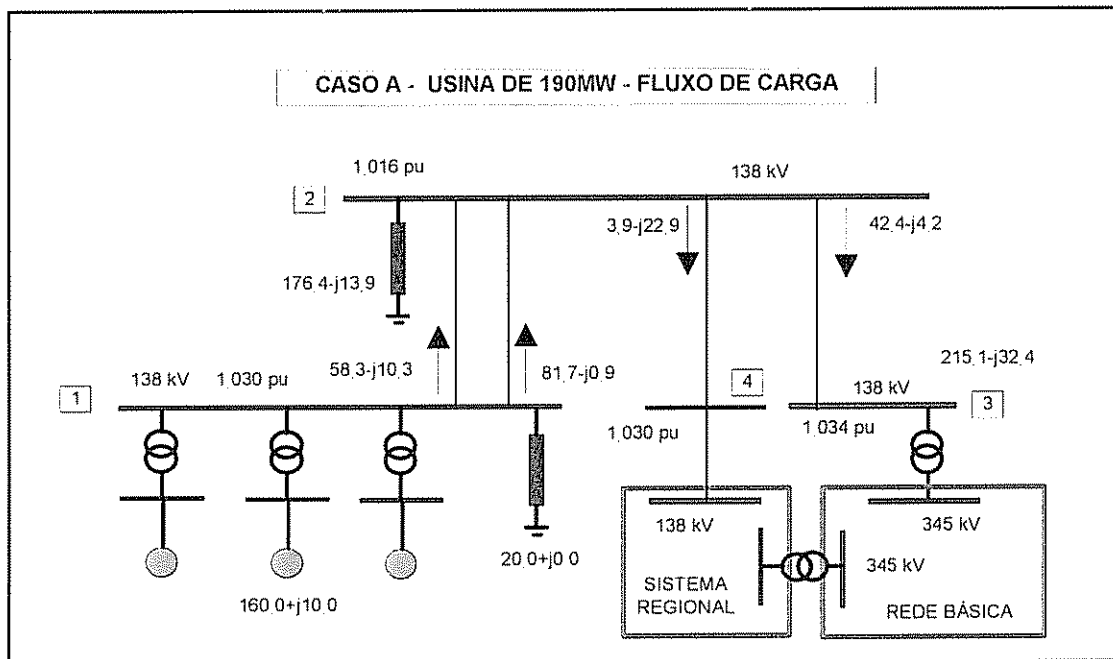 CASO A - USINA DE 190MW - FLUXO DE CARGA
1,016 pu
138 kV
2
3,9-j22,9
42,4-j4,2
176,4-j13,9
58,3-j10,3
81,7-j0,9
215,1-j32,4
138 kV
1,030 pu
4
138 kV
1
3
1,030 pu
1,034 pu
138 kV
345 kV
20,0+j0,0
345 kV
160,0+j10,0
SISTEMA
REGIONAL
REDE BÁSICA